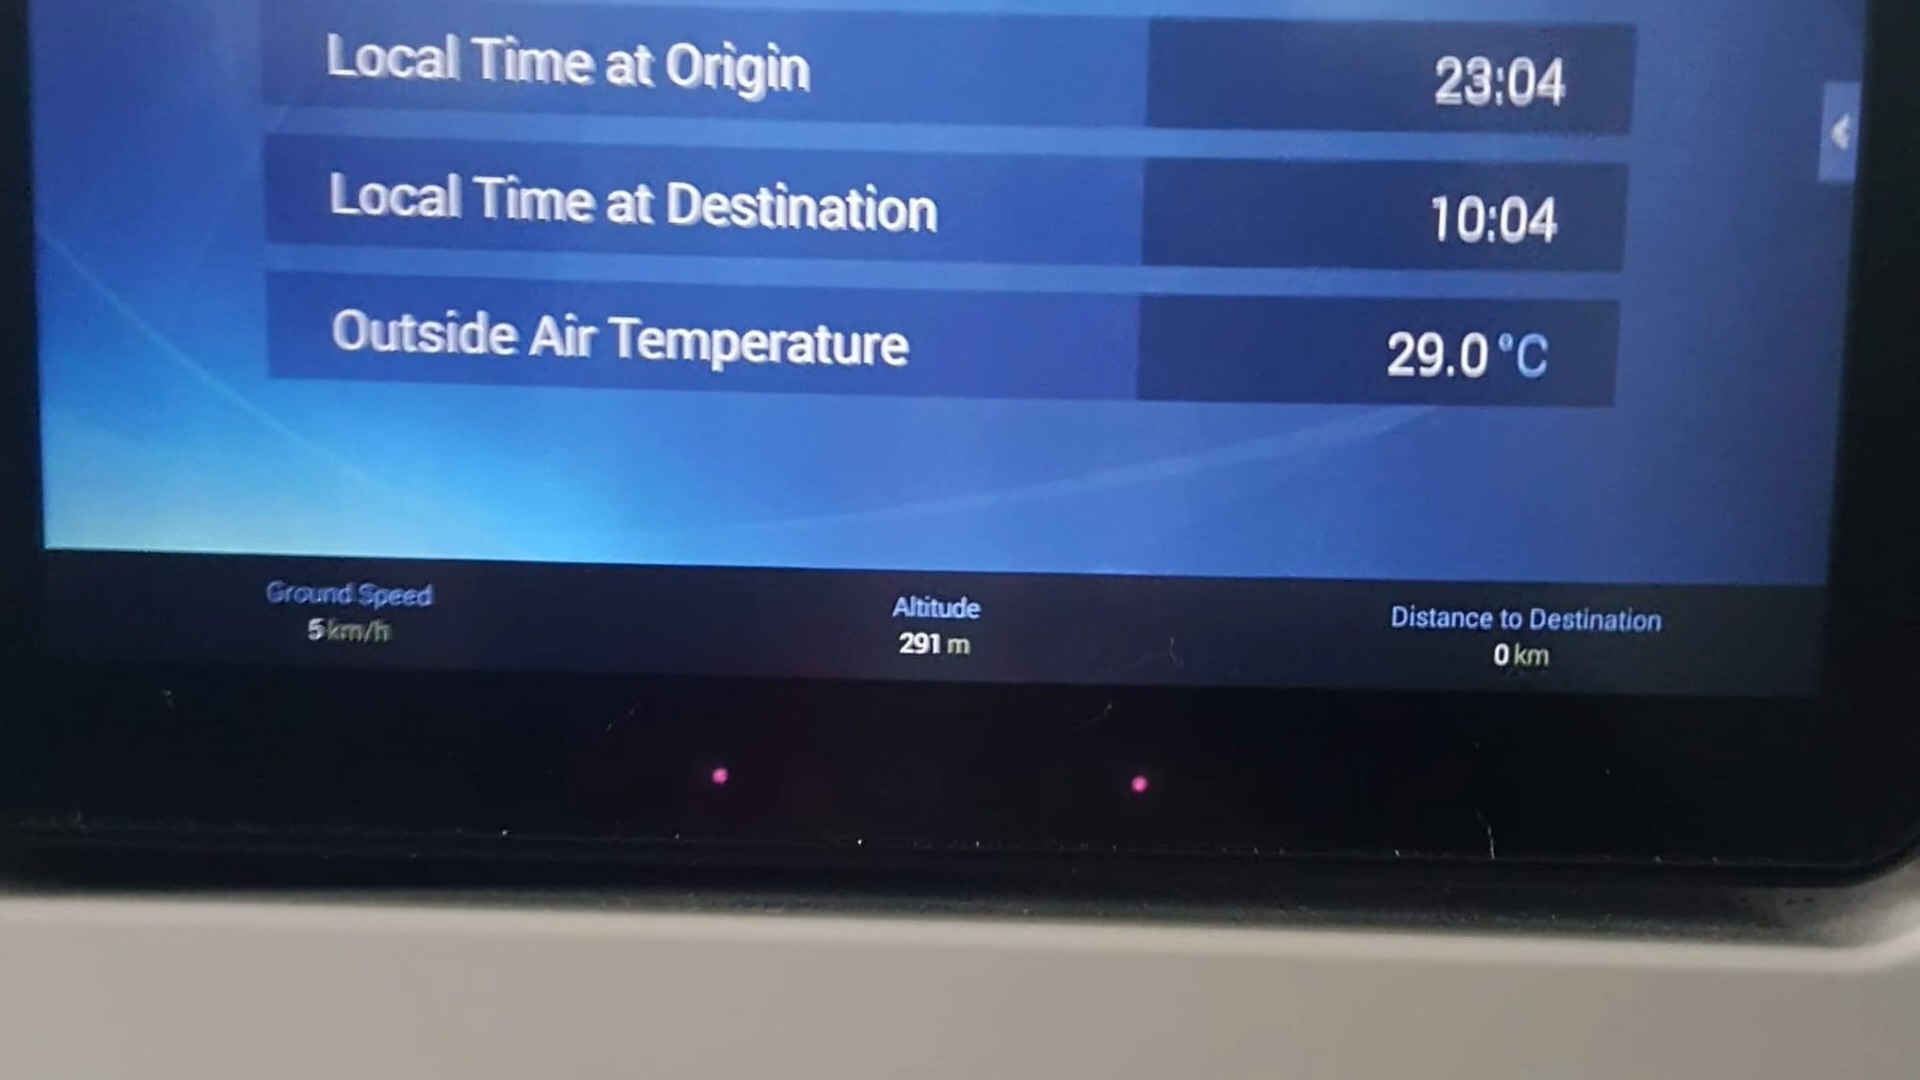 Local Time at Origin 23:04
Local Time at Destination 10:04
Outside Air Temperature 29.0 °C
Ground Speed Altitude Distance to Destination
5 km/h 291 m 0 km